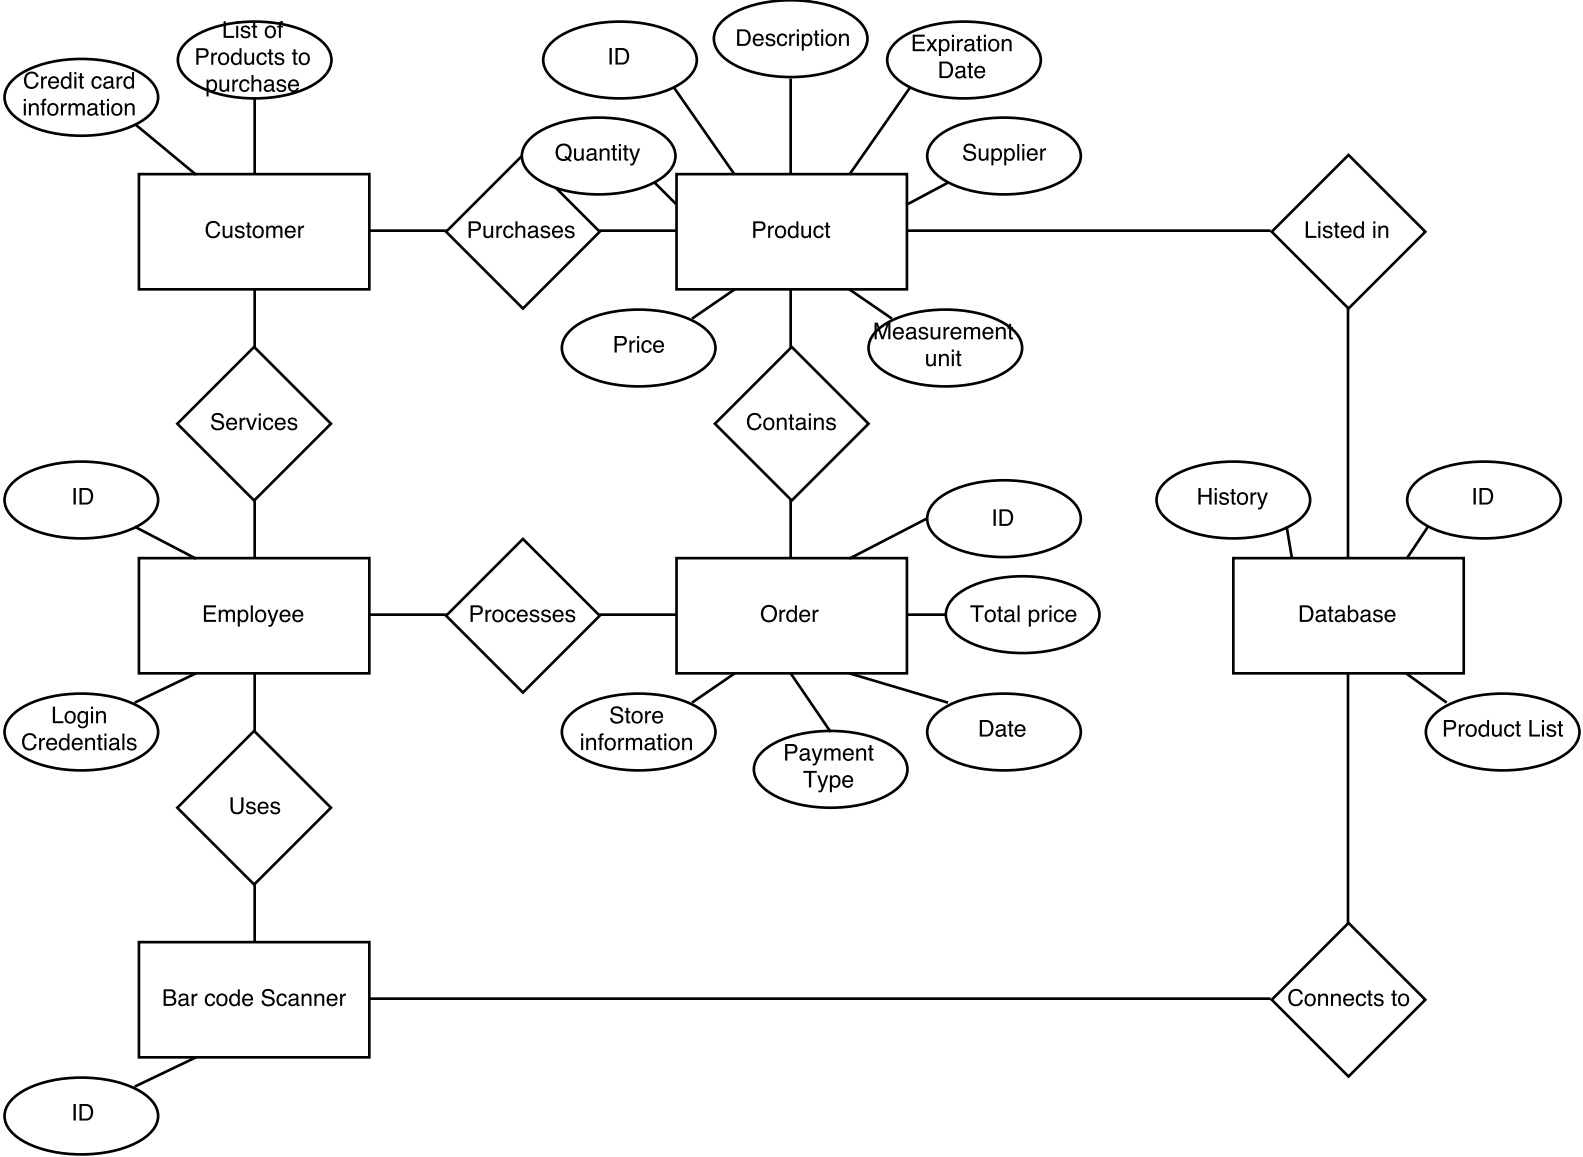 List of
Products to
purchase
Credit card
information
ID
Description
Expiration
Date
Quantity
Supplier
Customer
Purchases
Product
Listed in
Price
Measurement
unit
Services
Contains
ID
ID
History
ID
Employee
Processes
Order
Total price
Database
Login
Credentials
Store
information
Payment
Type
Date
Product List
Uses
Bar code Scanner
Connects to
ID